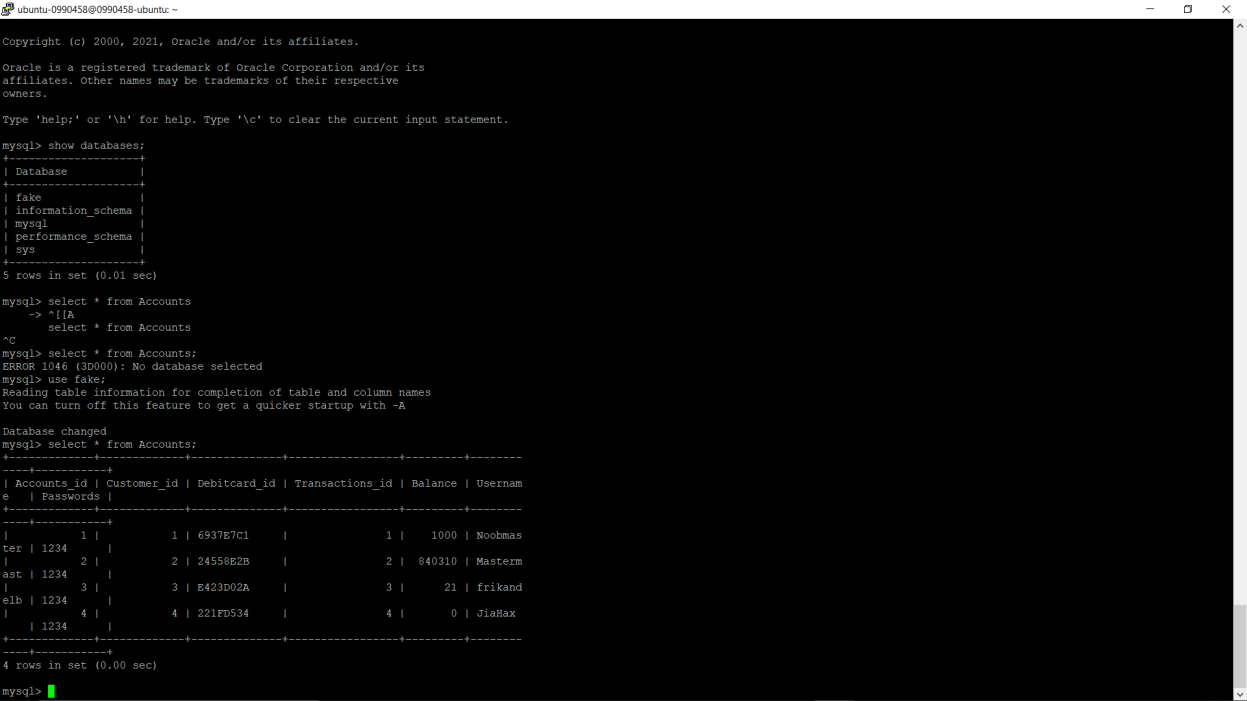 ubuntu-0990458@0990458-ubuntu: ~
Copyright (c) 2000, 2021, Oracle and/or its affiliates.
Oracle is a registered trademark of Oracle Corporation and/or its
affiliates. Other names may be trademarks of their respective
owners.
Type 'help;' or '\h' for help. Type '\c' to clear the current input statement.
mysql> show databases;
+--------------------+
| Database           |
+--------------------+
| fake               |
| information_schema |
| mysql              |
| performance_schema |
| sys                |
+--------------------+
5 rows in set (0.01 sec)
mysql> select * from Accounts
    -> ^[[A
       select * from Accounts
^C
mysql> select * from Accounts;
ERROR 1046 (3D000): No database selected
mysql> use fake;
Reading table information for completion of table and column names
You can turn off this feature to get a quicker startup with -A
Database changed
mysql> select * from Accounts;
+-------------+-------------+--------------+-----------------+---------+--------
----+-----------+
| Accounts_id | Customer_id | Debitcard_id | Transactions_id | Balance | Usernam
e   | Passwords |
+-------------+-------------+--------------+-----------------+---------+--------
----+-----------+
|           1 |           1 | 6937E7C1     |               1 |    1000 | Noobmas
ter | 1234      |
|           2 |           2 | 24558E2B     |               2 |  840310 | Masterm
ast | 1234      |
|           3 |           3 | E423D02A     |               3 |      21 | frikand
elb | 1234      |
|           4 |           4 | 221FD534     |               4 |       0 | JiaHax
    | 1234      |
+-------------+-------------+--------------+-----------------+---------+--------
----+-----------+
4 rows in set (0.00 sec)
mysql>